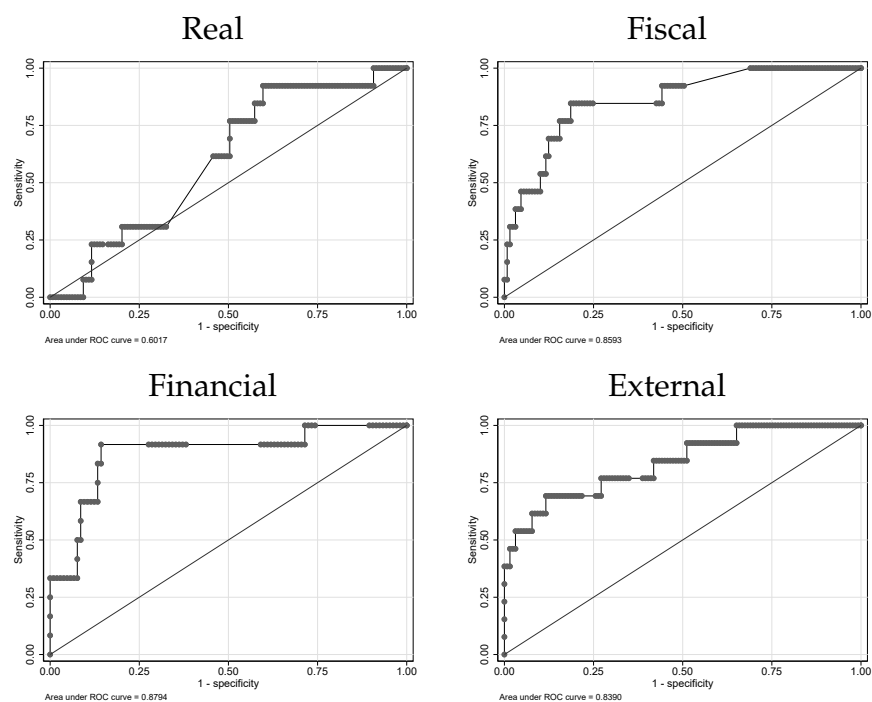 Real
Sensitivity
1.00
0.75
0.50
0.25
0.00
0.00 0.25 0.50 0.75 1.00
1 - specificity
Area under ROC curve = 0.6017
Fiscal
Sensitivity
1.00
0.75
0.50
0.25
0.00
0.00 0.25 0.50 0.75 1.00
1 - specificity
Area under ROC curve = 0.8593
Financial
Sensitivity
1.00
0.75
0.50
0.25
0.00
0.00 0.25 0.50 0.75 1.00
1 - specificity
Area under ROC curve = 0.8794
External
Sensitivity
1.00
0.75
0.50
0.25
0.00
0.00 0.25 0.50 0.75 1.00
1 - specificity
Area under ROC curve = 0.8390